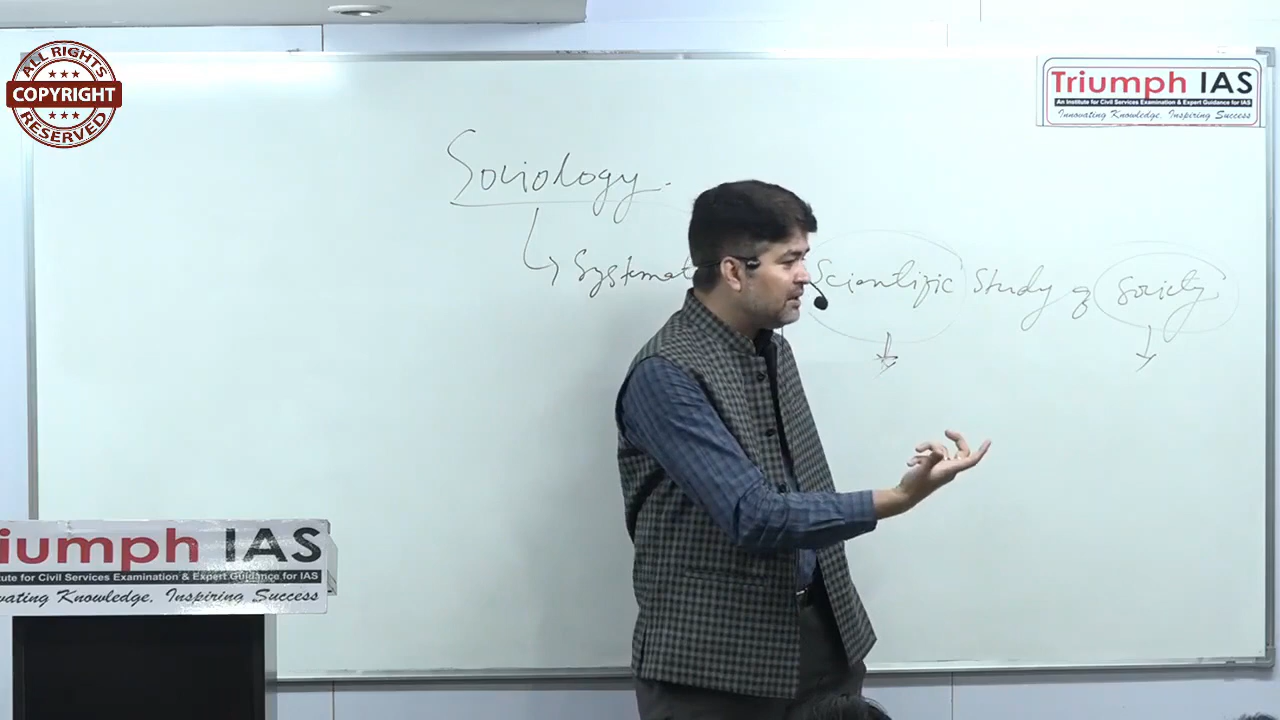 ALL RIGHTS
COPYRIGHT
RESERVED
Triumph IAS
An Institute for Civil Services Examination & Expert Guidance for IAS
Innovating Knowledge, Inspiring Success
Sociology.
Systemat
Scientific Study of Society
iumph IAS
tute for Civil Services Examination & Expert Guidance for IAS
vating Knowledge, Inspiring Success